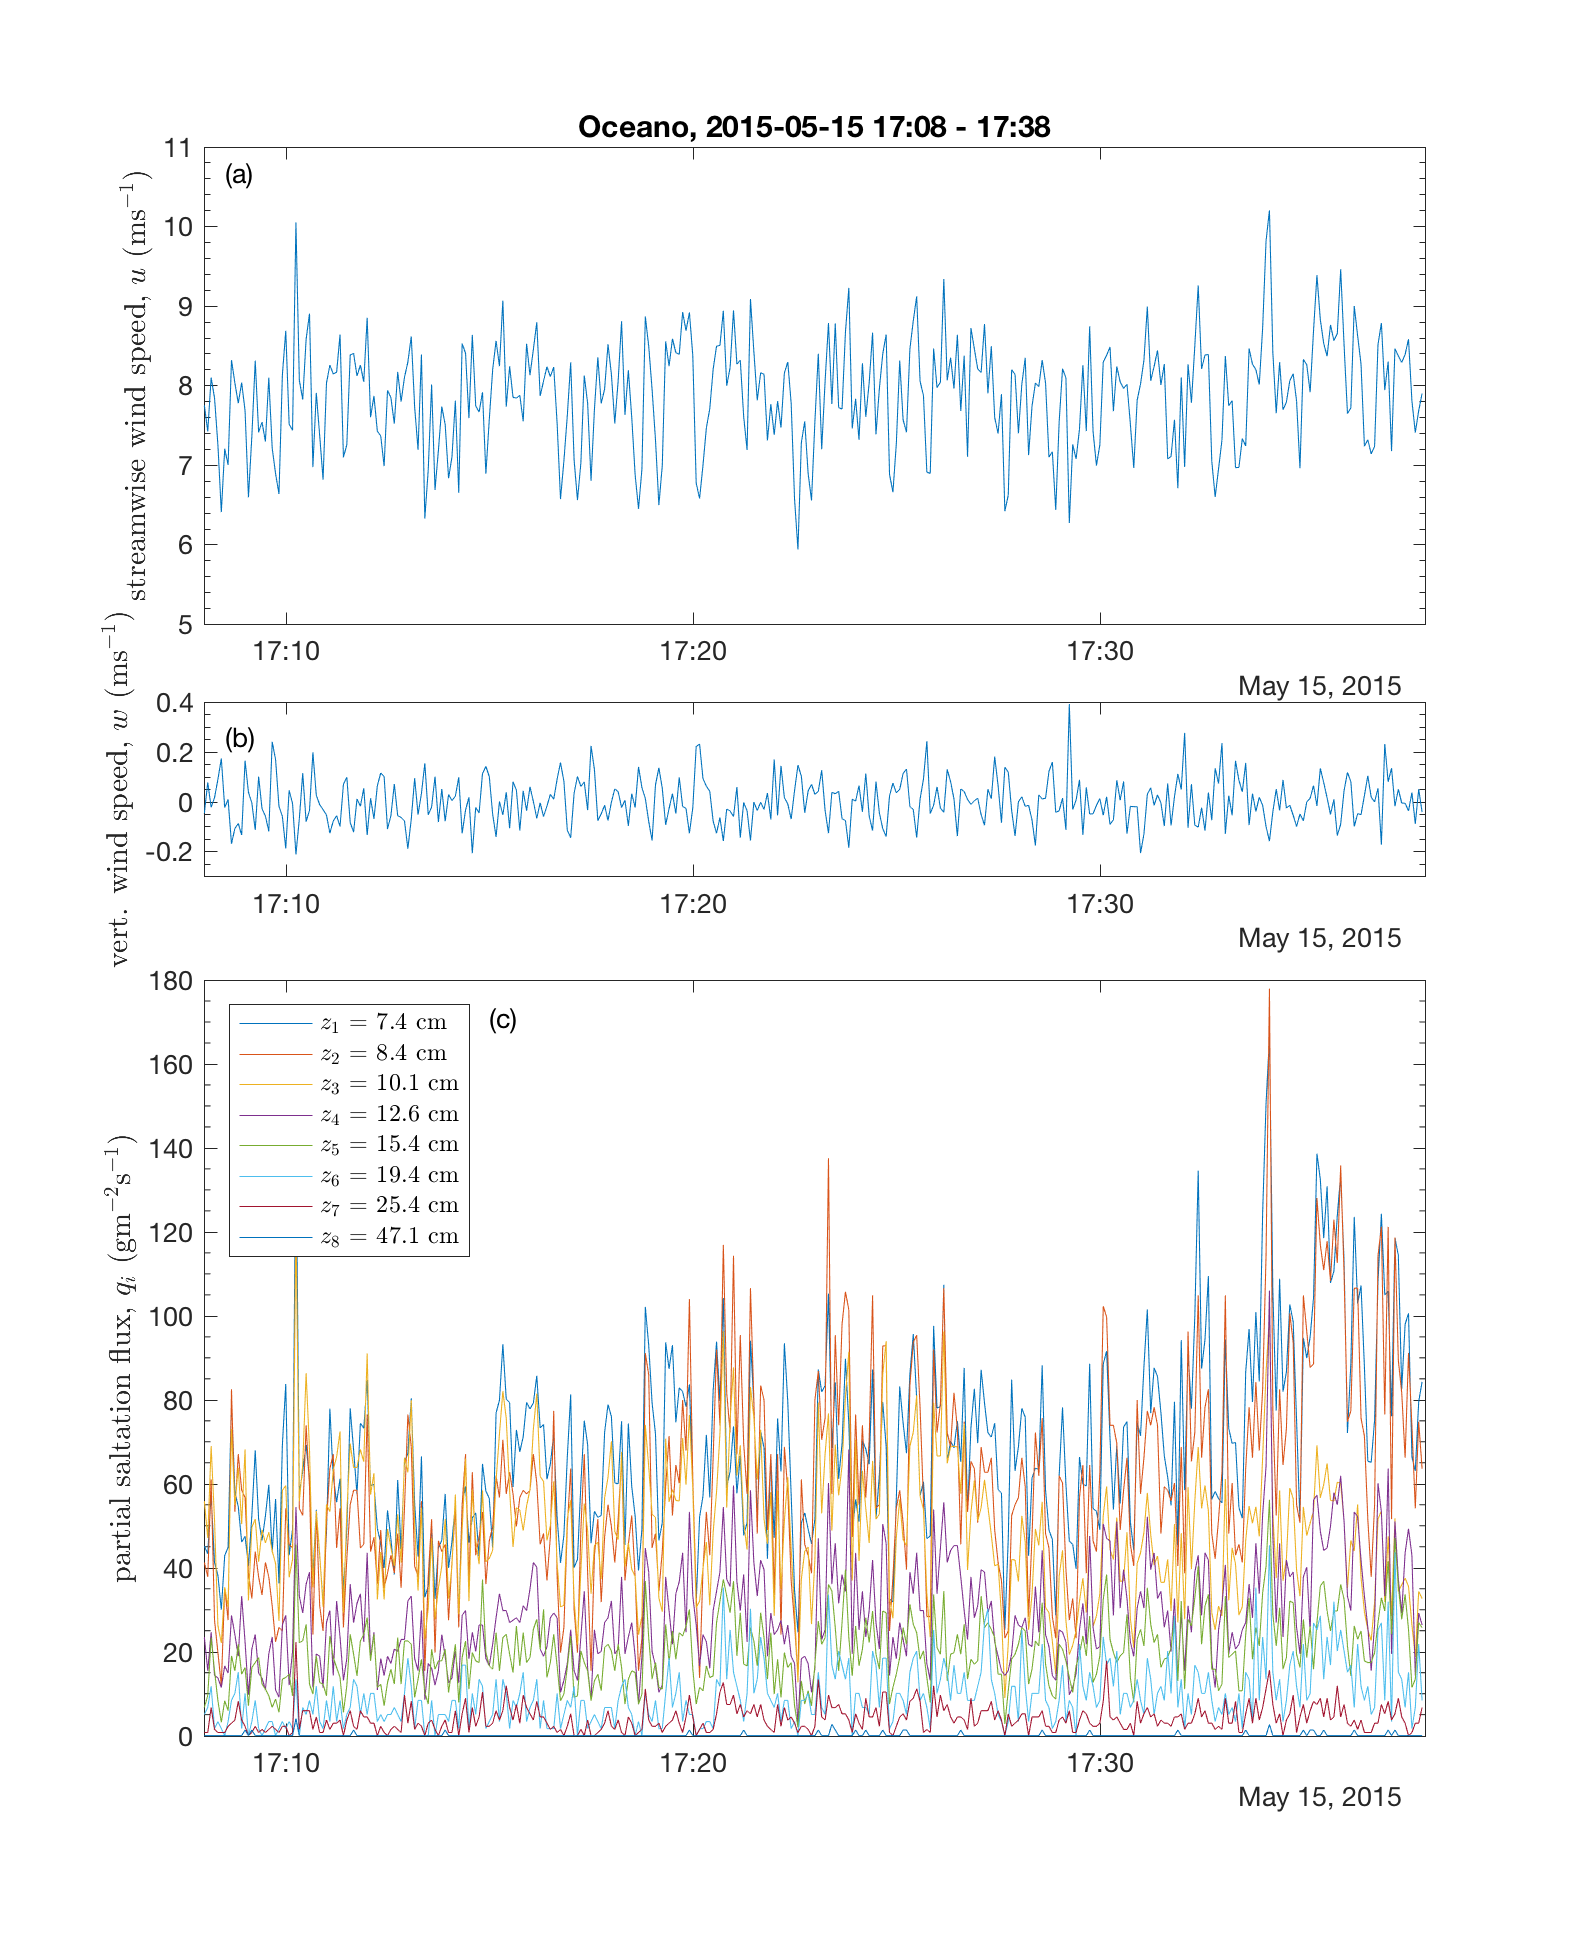 Oceano, 2015-05-15 17:08 - 17:38
streamwise wind speed, u (ms⁻¹)
(a)
11
10
9
8
7
6
5
17:10 17:20 17:30
May 15, 2015
vert. wind speed, w (ms⁻¹)
(b)
0.4
0.2
0
-0.2
17:10 17:20 17:30
May 15, 2015
partial saltation flux, qᵢ (gm⁻²s⁻¹)
(c)
180
160
140
120
100
80
60
40
20
0
z₁ = 7.4 cm
z₂ = 8.4 cm
z₃ = 10.1 cm
z₄ = 12.6 cm
z₅ = 15.4 cm
z₆ = 19.4 cm
z₇ = 25.4 cm
z₈ = 47.1 cm
17:10 17:20 17:30
May 15, 2015